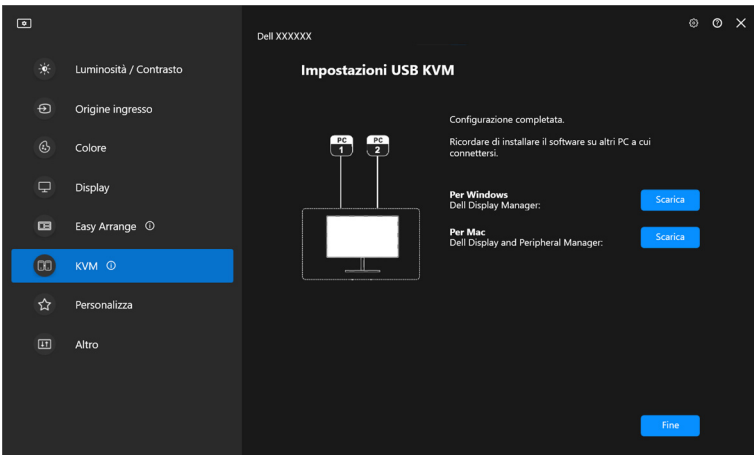 Dell XXXXXX
Luminosità / Contrasto
Origine ingresso
Colore
Display
Easy Arrange
KVM
Personalizza
Altro
Impostazioni USB KVM
PC 1
PC 2
Configurazione completata.
Ricordare di installare il software su altri PC a cui
connettersi.
Per Windows
Dell Display Manager:
Scarica
Per Mac
Dell Display and Peripheral Manager:
Scarica
Fine